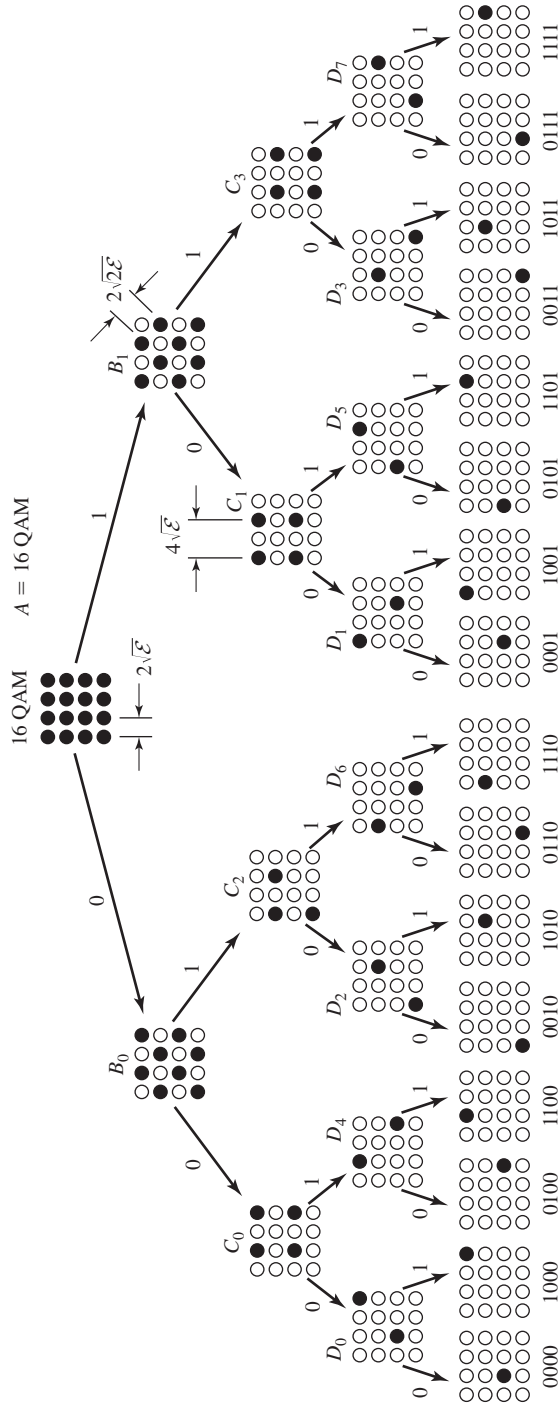 16 QAM
A = 16 QAM
2√ℰ
0
1
B₀
B₁
2√2ℰ
0
1
0
1
C₀
C₂
C₁
C₃
4√ℰ
0
1
0
1
0
1
0
1
D₀
D₄
D₂
D₆
D₁
D₅
D₃
D₇
0
1
0
1
0
1
0
1
0
1
0
1
0
1
0
1
0000 1000 0100 1100 0010 1010 0110 1110 0001 1001 0101 1101 0011 1011 0111 1111